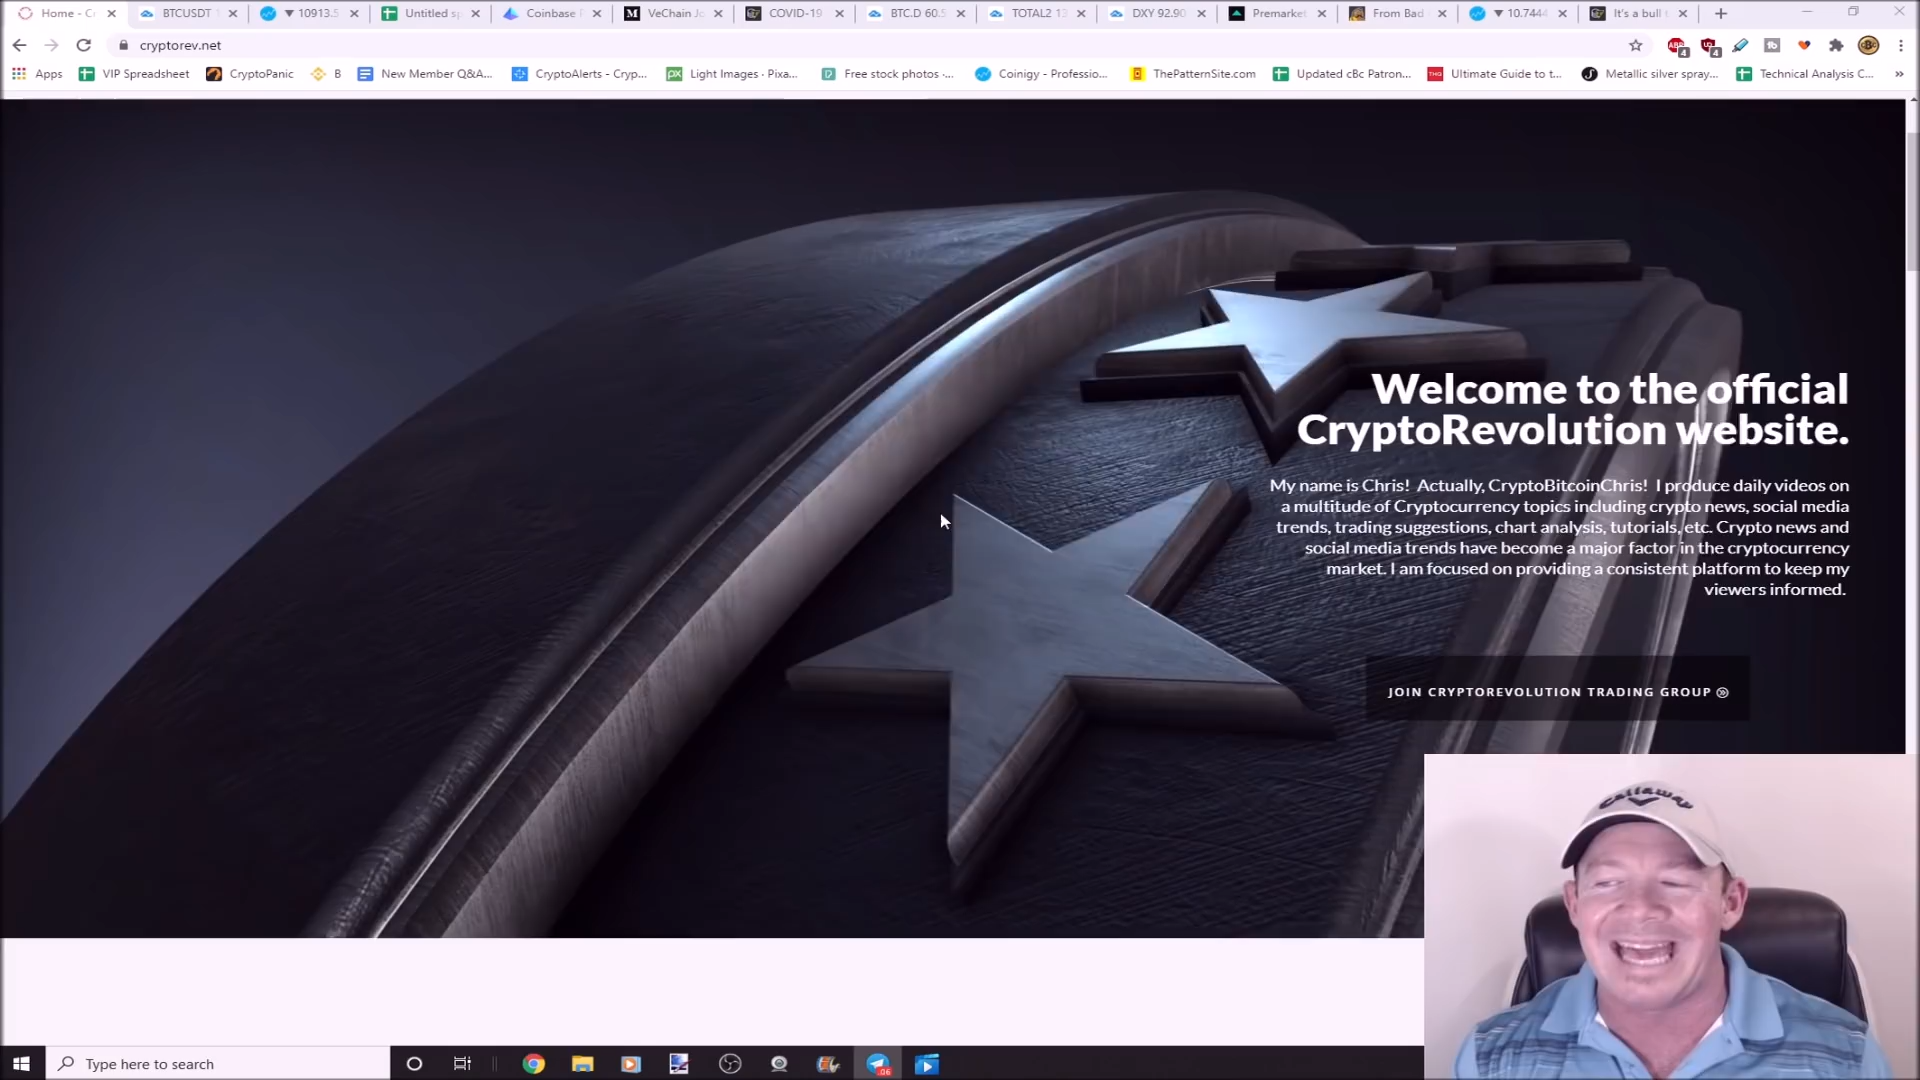 Home - C
BTCUSDT
▼ 10913.5
Untitled s
Coinbase
VeChain J
COVID-19
BTC.D 60.
TOTAL2 1
DXY 92.90
Premarket
From Bad
▼ 10.744
It's a bull
cryptorev.net
Apps
VIP Spreadsheet
CryptoPanic
B
New Member Q&A...
CryptoAlerts - Cryp...
Light Images · Pixa...
Free stock photos ·...
Coinigy - Professio...
ThePatternSite.com
Updated cBc Patron...
Ultimate Guide to t...
Metallic silver spray...
Technical Analysis C...
Welcome to the official
CryptoRevolution website.
My name is Chris! Actually, CryptoBitcoinChris! I produce daily videos on
a multitude of Cryptocurrency topics including crypto news, social media
trends, trading suggestions, chart analysis, tutorials, etc. Crypto news and
social media trends have become a major factor in the cryptocurrency
market. I am focused on providing a consistent platform to keep my
viewers informed.
JOIN CRYPTOREVOLUTION TRADING GROUP
Callaway
Type here to search